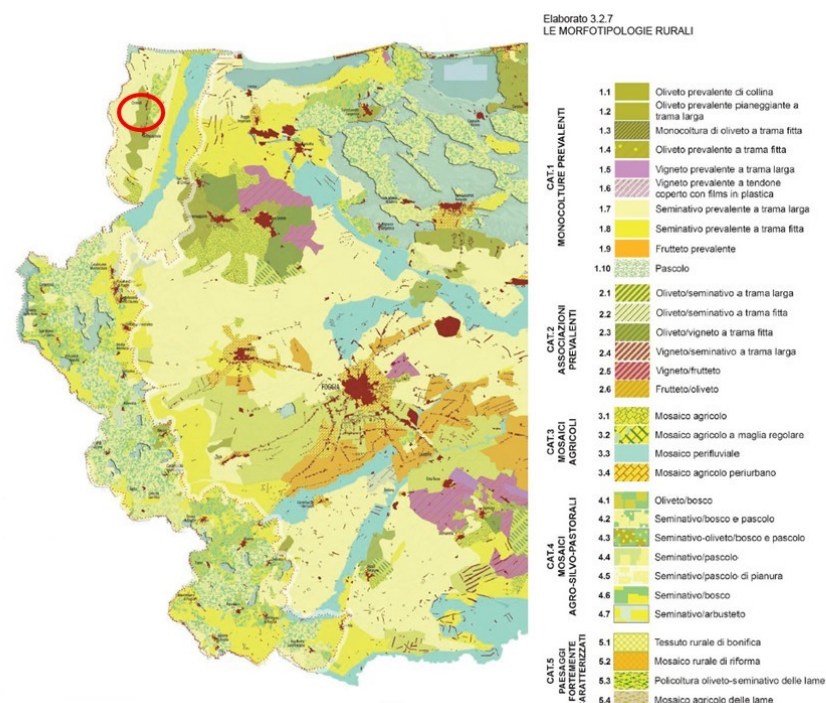 Elaborato 3.2.7
LE MORFOTIPOLOGIE RURALI
CAT.1
MONOCOLTURE PREVALENTI
1.1 Oliveto prevalente di collina
1.2 Oliveto prevalente pianeggiante a
trama larga
1.3 Monocoltura di oliveto a trama fitta
1.4 Oliveto prevalente a trama fitta
1.5 Vigneto prevalente a trama larga
1.6 Vigneto prevalente a tendone
coperto con films in plastica
1.7 Seminativo prevalente a trama larga
1.8 Seminativo prevalente a trama fitta
1.9 Frutteto prevalente
1.10 Pascolo
CAT.2
ASSOCIAZIONI
PREVALENTI
2.1 Oliveto/seminativo a trama larga
2.2 Oliveto/seminativo a trama fitta
2.3 Oliveto/vigneto a trama fitta
2.4 Vigneto/seminativo a trama larga
2.5 Vigneto/frutteto
2.6 Frutteto/oliveto
CAT.3
MOSAICI
AGRICOLI
3.1 Mosaico agricolo
3.2 Mosaico agricolo a maglia regolare
3.3 Mosaico perifluviale
3.4 Mosaico agricolo periurbano
CAT.4
MOSAICI
AGRO-SILVO-PASTORALI
4.1 Oliveto/bosco
4.2 Seminativo/bosco e pascolo
4.3 Seminativo-oliveto/bosco e pascolo
4.4 Seminativo/pascolo
4.5 Seminativo/pascolo di pianura
4.6 Seminativo/bosco
4.7 Seminativo/arbusteto
CAT.5
PAESAGGI
FORTEMENTE
ARATTERIZZATI
5.1 Tessuto rurale di bonifica
5.2 Mosaico rurale di riforma
5.3 Policoltura oliveto-seminativo delle lame
5.4 Mosaico agricolo delle lame
FOGGIA